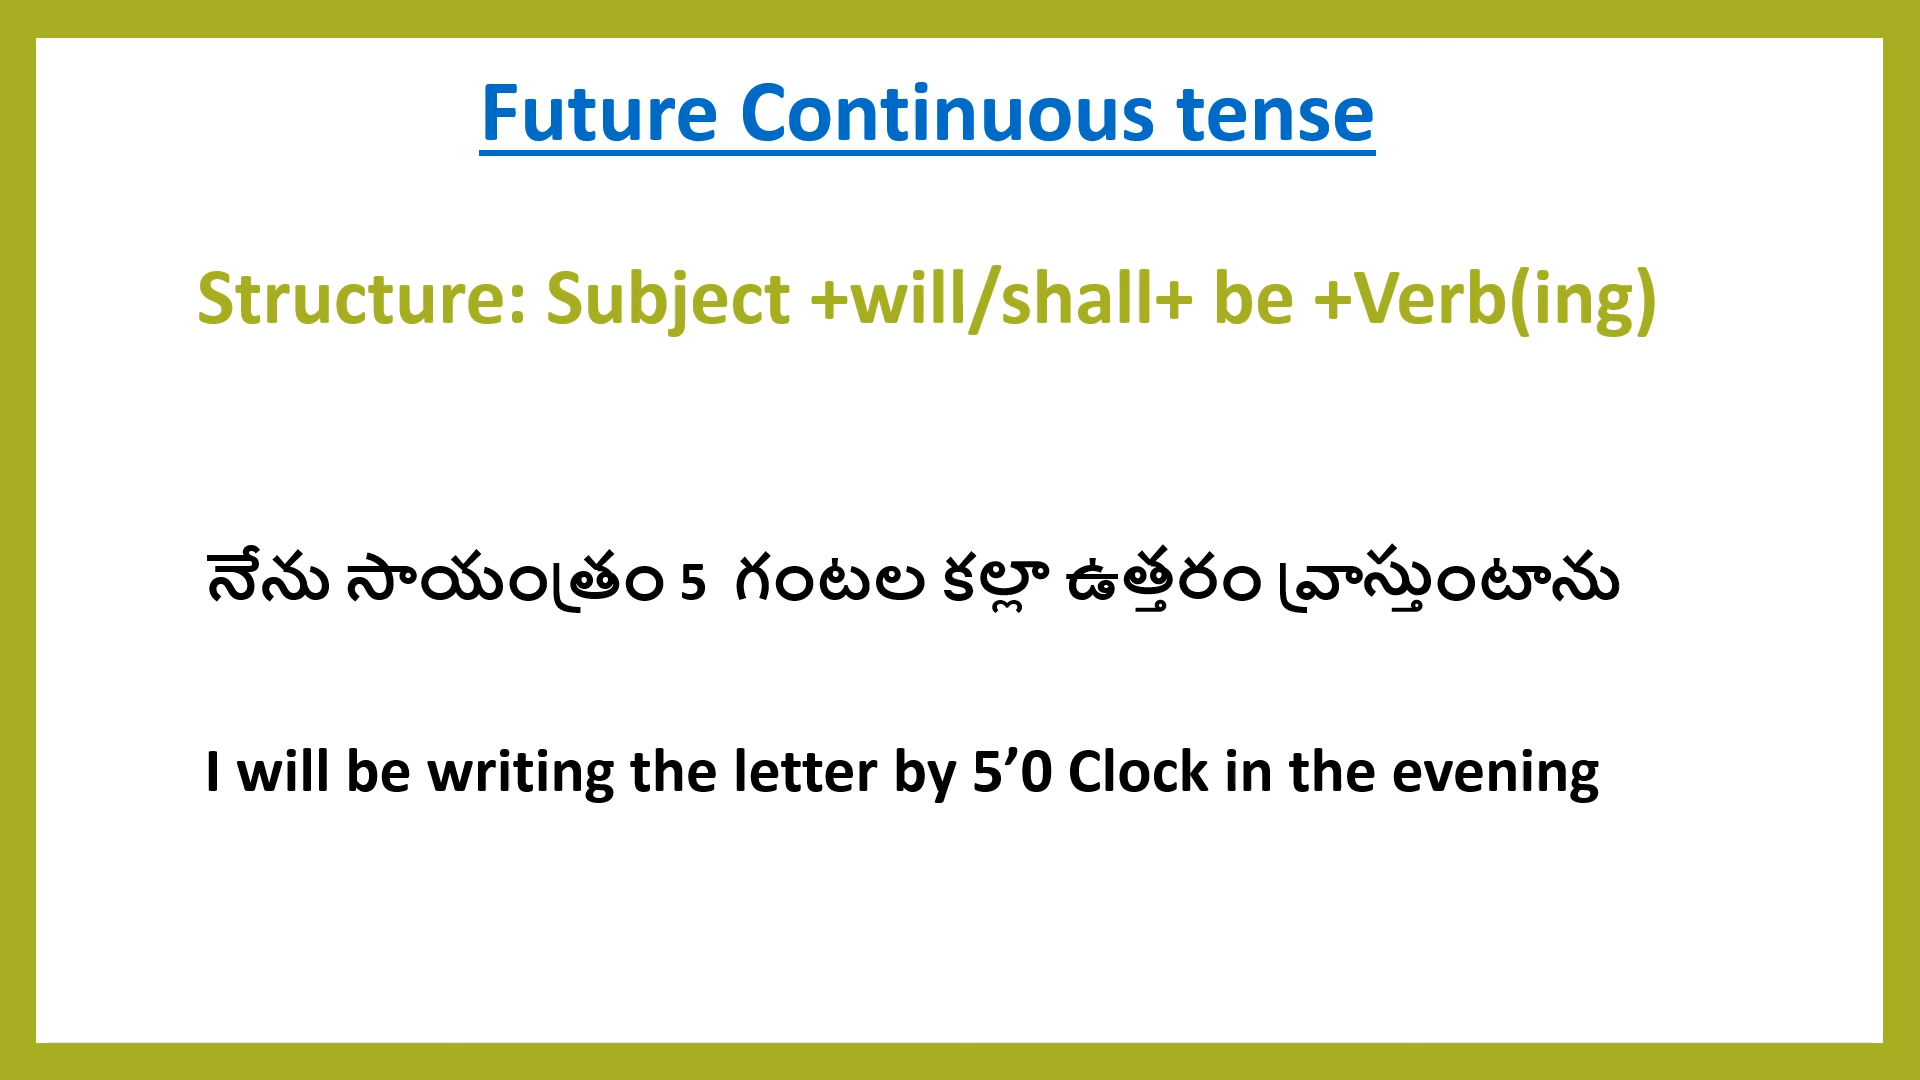 Future Continuous tense
Structure: Subject +will/shall+ be +Verb(ing)
నేను సాయంత్రం 5 గంటల కల్లా ఉత్తరం వ్రాస్తుంటాను
I will be writing the letter by 5’0 Clock in the evening